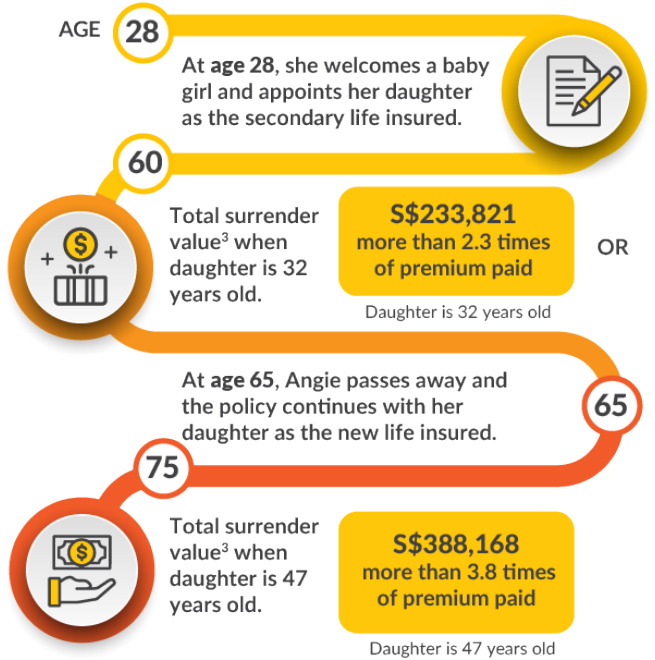 AGE 28
At age 28, she welcomes a baby
girl and appoints her daughter
as the secondary life insured.
60
Total surrender
value³ when
daughter is 32
years old.
S$233,821
more than 2.3 times
of premium paid
Daughter is 32 years old
OR
At age 65, Angie passes away and
the policy continues with her
daughter as the new life insured.
65
75
Total surrender
value³ when
daughter is 47
years old.
S$388,168
more than 3.8 times
of premium paid
Daughter is 47 years old